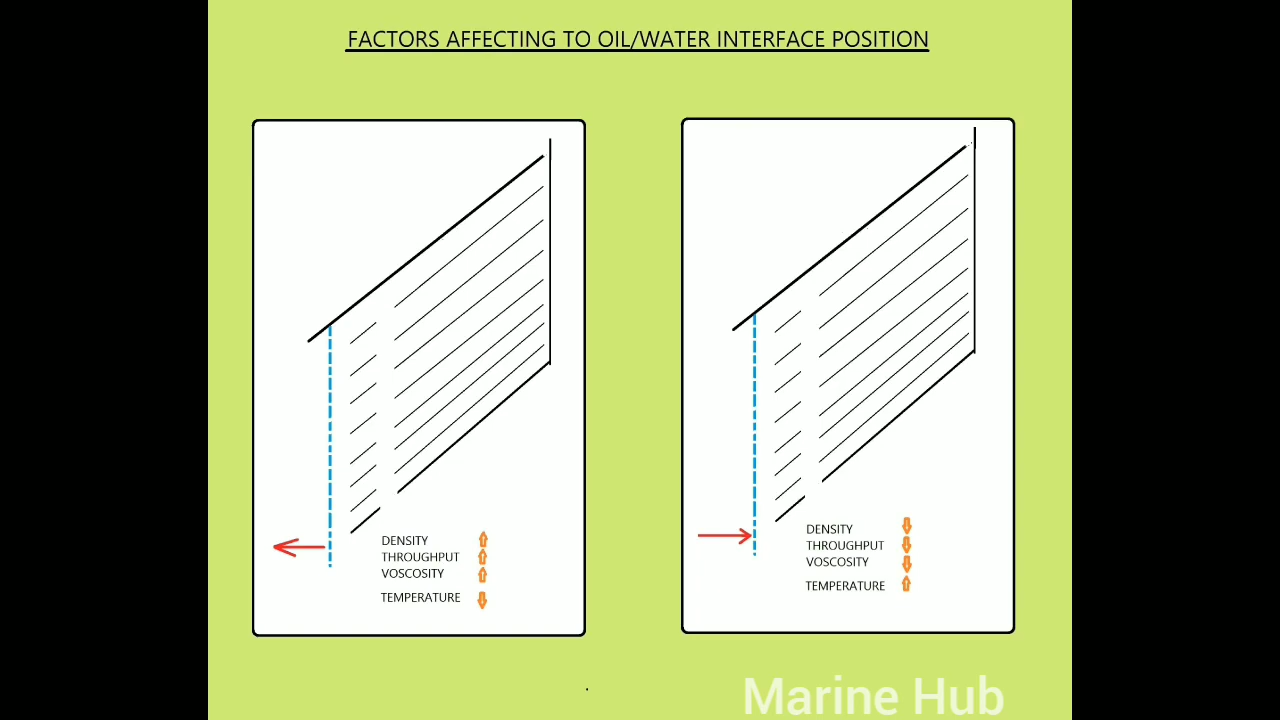 FACTORS AFFECTING TO OIL/WATER INTERFACE POSITION
DENSITY
THROUGHPUT
VOSCOSITY
TEMPERATURE
DENSITY
THROUGHPUT
VOSCOSITY
TEMPERATURE
Marine Hub